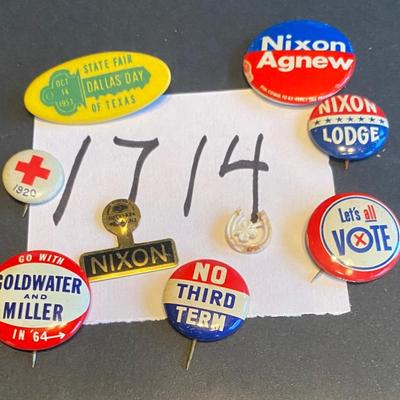 STATE FAIR
OCT
14
1951
DALLAS DAY
OF TEXAS
Nixon
Agnew
NIXON
LODGE
1714
1920
NIXON
Let's all
VOTE
GO WITH
GOLDWATER
AND
MILLER
IN '64
NO
THIRD
TERM